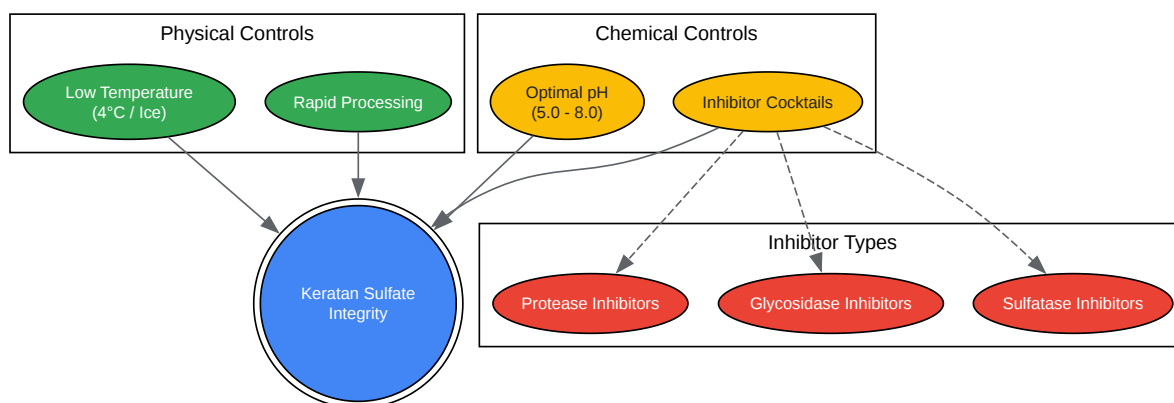 Physical Controls
Chemical Controls
Low Temperature
(4°C / Ice)
Rapid Processing
Optimal pH
(5.0 - 8.0)
Inhibitor Cocktails
Inhibitor Types
Keratan Sulfate
Integrity
Protease Inhibitors
Glycosidase Inhibitors
Sulfatase Inhibitors